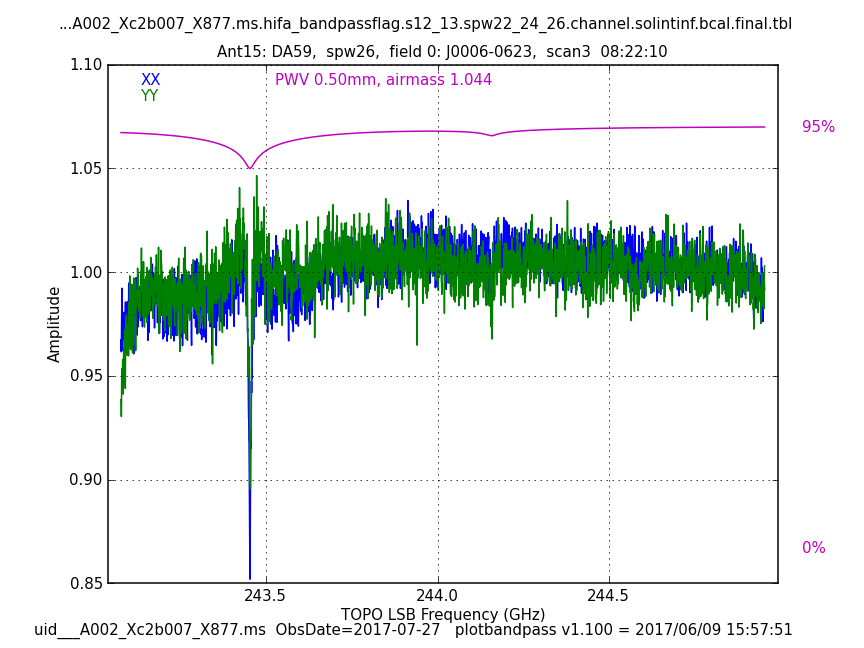 ...A002_Xc2b007_X877.ms.hifa_bandpassflag.s12_13.spw22_24_26.channel.solintinf.bcal.final.tbl
Ant15: DA59,  spw26,  field 0: J0006-0623,  scan3  08:22:10
XX
YY
PWV 0.50mm, airmass 1.044
1.10
1.05
1.00
0.95
0.90
0.85
Amplitude
95%
0%
243.5
244.0
244.5
TOPO LSB Frequency (GHz)
uid___A002_Xc2b007_X877.ms  ObsDate=2017-07-27   plotbandpass v1.100 = 2017/06/09 15:57:51